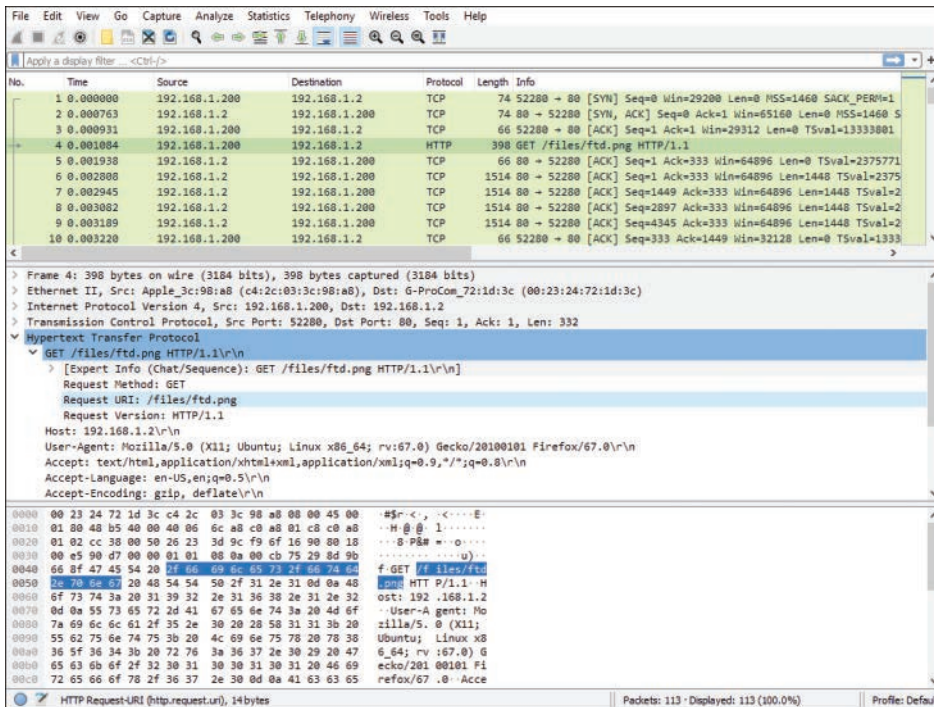 File Edit View Go Capture Analyze Statistics Telephony Wireless Tools Help
Apply a display filter ... <Ctrl-/>
No. Time Source Destination Protocol Length Info
1 0.000000 192.168.1.200 192.168.1.2 TCP 74 52280 → 80 [SYN] Seq=0 Win=29200 Len=0 MSS=1460 SACK_PERM=1
2 0.000763 192.168.1.2 192.168.1.200 TCP 74 80 → 52280 [SYN, ACK] Seq=0 Ack=1 Win=65160 Len=0 MSS=1460 S
3 0.000931 192.168.1.200 192.168.1.2 TCP 66 52280 → 80 [ACK] Seq=1 Ack=1 Win=29312 Len=0 TSval=13333801
4 0.001084 192.168.1.200 192.168.1.2 HTTP 398 GET /files/ftd.png HTTP/1.1
5 0.001938 192.168.1.2 192.168.1.200 TCP 66 80 → 52280 [ACK] Seq=1 Ack=333 Win=64896 Len=0 TSval=2375771
6 0.002808 192.168.1.2 192.168.1.200 TCP 1514 80 → 52280 [ACK] Seq=1 Ack=333 Win=64896 Len=1448 TSval=2375
7 0.002945 192.168.1.2 192.168.1.200 TCP 1514 80 → 52280 [ACK] Seq=1449 Ack=333 Win=64896 Len=1448 TSval=2
8 0.003082 192.168.1.2 192.168.1.200 TCP 1514 80 → 52280 [ACK] Seq=2897 Ack=333 Win=64896 Len=1448 TSval=2
9 0.003189 192.168.1.2 192.168.1.200 TCP 1514 80 → 52280 [ACK] Seq=4345 Ack=333 Win=64896 Len=1448 TSval=2
10 0.003220 192.168.1.200 192.168.1.2 TCP 66 52280 → 80 [ACK] Seq=333 Ack=1449 Win=32128 Len=0 TSval=1333
Frame 4: 398 bytes on wire (3184 bits), 398 bytes captured (3184 bits)
Ethernet II, Src: Apple_3c:98:a8 (c4:2c:03:3c:98:a8), Dst: G-ProCom_72:1d:3c (00:23:24:72:1d:3c)
Internet Protocol Version 4, Src: 192.168.1.200, Dst: 192.168.1.2
Transmission Control Protocol, Src Port: 52280, Dst Port: 80, Seq: 1, Ack: 1, Len: 332
Hypertext Transfer Protocol
GET /files/ftd.png HTTP/1.1\r\n
[Expert Info (Chat/Sequence): GET /files/ftd.png HTTP/1.1\r\n]
Request Method: GET
Request URI: /files/ftd.png
Request Version: HTTP/1.1
Host: 192.168.1.2\r\n
User-Agent: Mozilla/5.0 (X11; Ubuntu; Linux x86_64; rv:67.0) Gecko/20100101 Firefox/67.0\r\n
Accept: text/html,application/xhtml+xml,application/xml;q=0.9,*/*;q=0.8\r\n
Accept-Language: en-US,en;q=0.5\r\n
Accept-Encoding: gzip, deflate\r\n
0000 00 23 24 72 1d 3c c4 2c 03 3c 98 a8 08 00 45 00 ·#$r·<·, ·<····E·
0010 01 80 48 b5 40 00 40 06 6c a8 c0 a8 01 c8 c0 a8 ··H·@·@· l·······
0020 01 02 cc 38 00 50 26 23 3d 9c f9 6f 16 90 80 18 ···8·P&# =··o····
0030 00 e5 90 d7 00 00 01 01 08 0a 00 cb 75 29 8d 9b ········ ····u)··
0040 66 8f 47 45 54 20 2f 66 69 6c 65 73 2f 66 74 64 f·GET /f iles/ftd
0050 2e 70 6e 67 20 48 54 54 50 2f 31 2e 31 0d 0a 48 .png HTT P/1.1··H
0060 6f 73 74 3a 20 31 39 32 2e 31 36 38 2e 31 2e 32 ost: 192 .168.1.2
0070 0d 0a 55 73 65 72 2d 41 67 65 6e 74 3a 20 4d 6f ··User-A gent: Mo
0080 7a 69 6c 6c 61 2f 35 2e 30 20 28 58 31 31 3b 20 zilla/5. 0 (X11;
0090 55 62 75 6e 74 75 3b 20 4c 69 6e 75 78 20 78 38 Ubuntu; Linux x8
00a0 36 5f 36 34 3b 20 72 76 3a 36 37 2e 30 29 20 47 6_64; rv :67.0) G
00b0 65 63 6b 6f 2f 32 30 31 30 30 31 30 31 20 46 69 ecko/201 00101 Fi
00c0 72 65 66 6f 78 2f 36 37 2e 30 0d 0a 41 63 63 65 refox/67 .0··Acce
HTTP Request-URI (http.request.uri), 14 bytes Packets: 113 · Displayed: 113 (100.0%) Profile: Defau